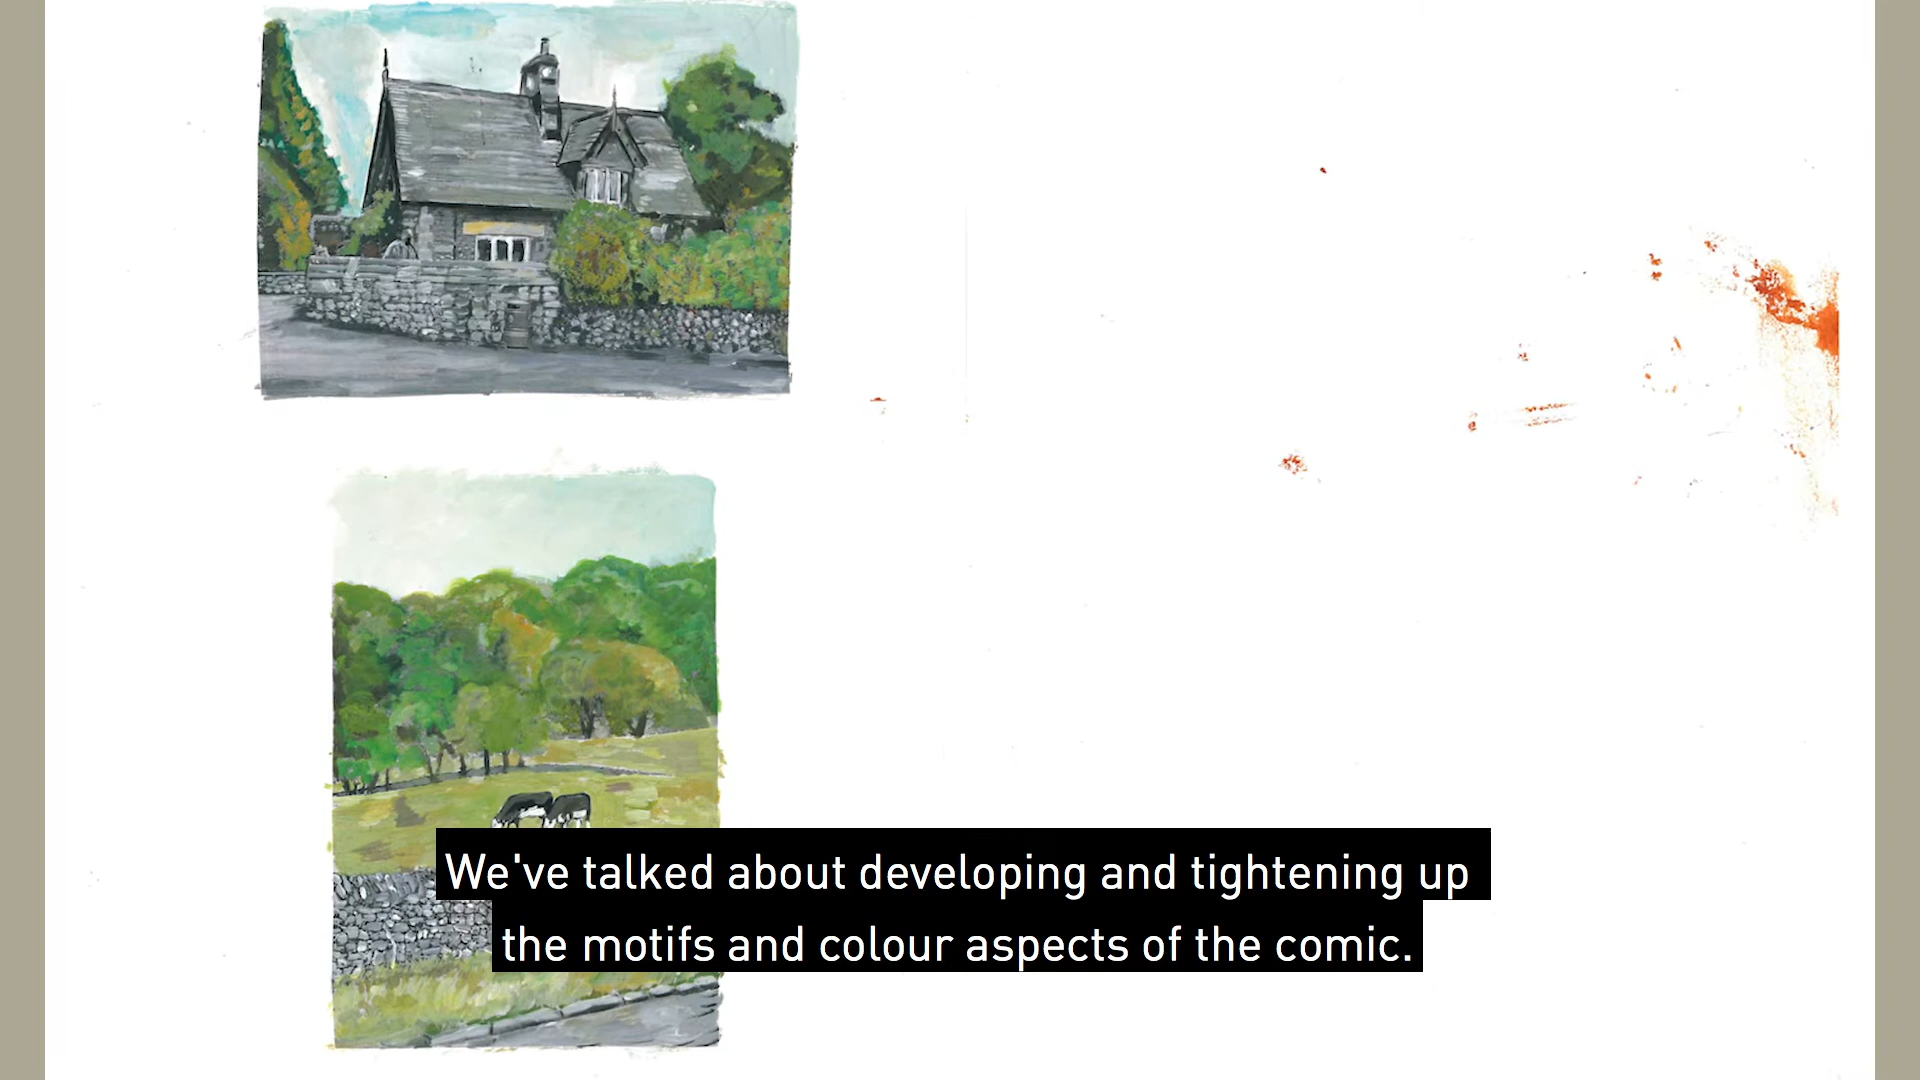 We've talked about developing and tightening up
the motifs and colour aspects of the comic.